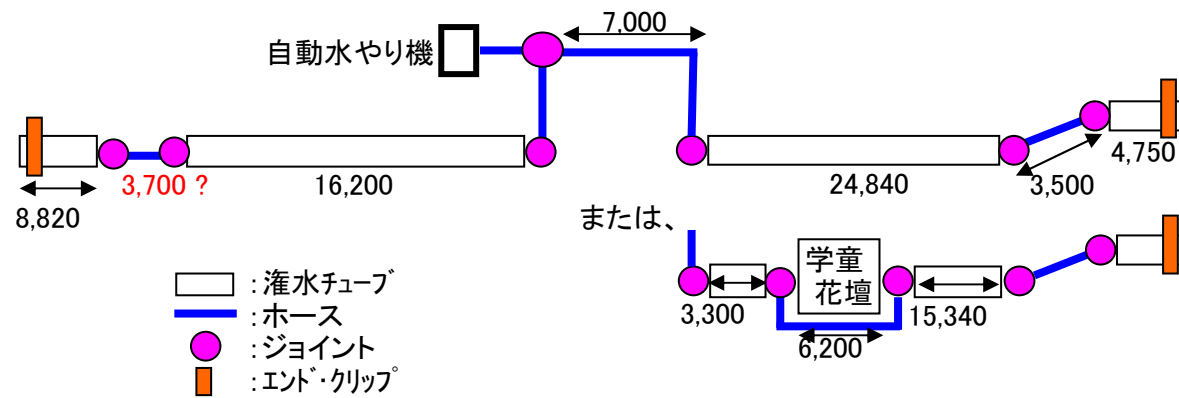 7,000
自動水やり機
4,750
3,700 ?
16,200
24,840
3,500
8,820
または、
学童
花壇
3,300
15,340
6,200
:潅水チューブ
:ホース
:ジョイント
:エンド・クリップ